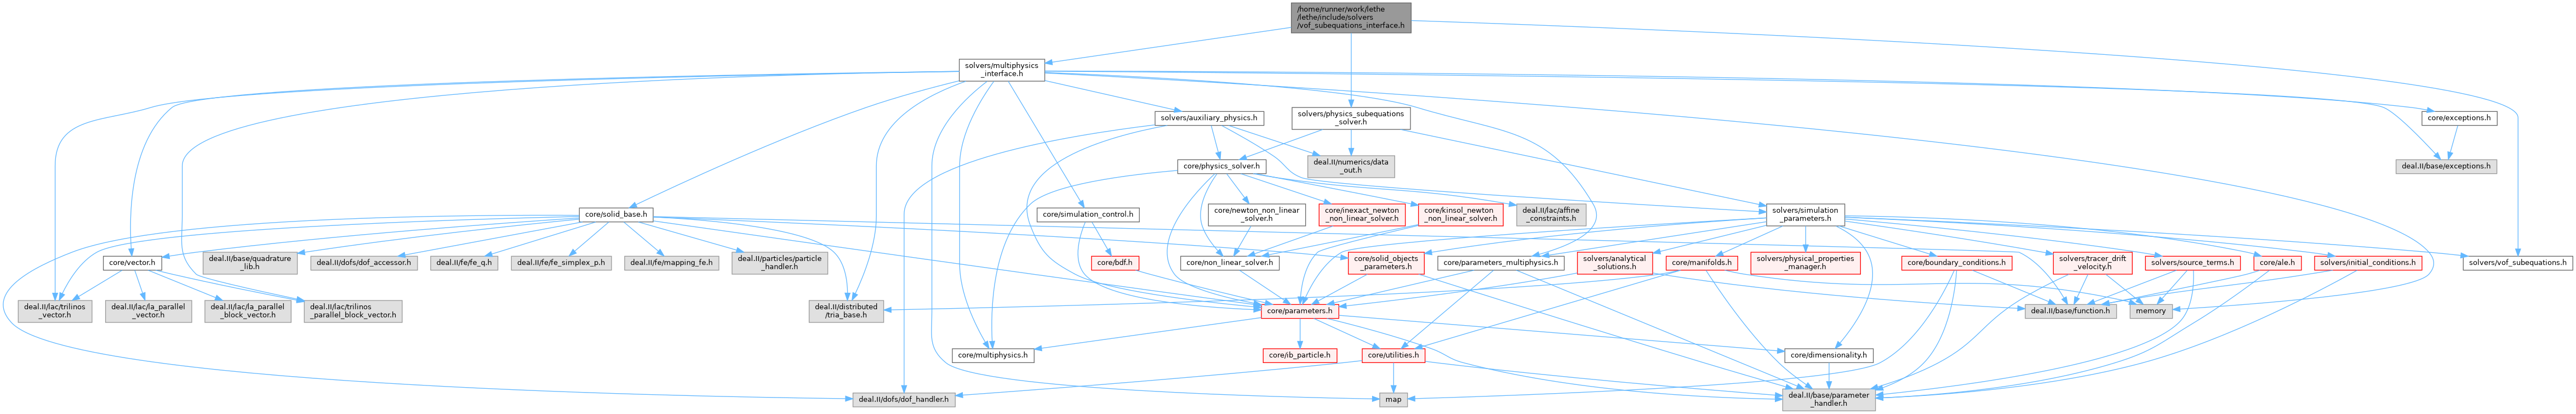 /home/runner/work/lethe
/lethe/include/solvers
/vof_subequations_interface.h
solvers/multiphysics
_interface.h
solvers/auxiliary_physics.h
solvers/physics_subequations
_solver.h
core/exceptions.h
core/physics_solver.h
deal.II/numerics/data
_out.h
deal.II/base/exceptions.h
core/solid_base.h
core/simulation_control.h
core/newton_non_linear
_solver.h
core/inexact_newton
_non_linear_solver.h
core/kinsol_newton
_non_linear_solver.h
deal.II/lac/affine
_constraints.h
solvers/simulation
_parameters.h
core/vector.h
deal.II/base/quadrature
_lib.h
deal.II/dofs/dof_accessor.h
deal.II/fe/fe_q.h
deal.II/fe/fe_simplex_p.h
deal.II/fe/mapping_fe.h
deal.II/particles/particle
_handler.h
core/bdf.h
core/non_linear_solver.h
core/solid_objects
_parameters.h
core/parameters_multiphysics.h
solvers/analytical
_solutions.h
core/manifolds.h
solvers/physical_properties
_manager.h
core/boundary_conditions.h
solvers/tracer_drift
_velocity.h
solvers/source_terms.h
core/ale.h
solvers/initial_conditions.h
solvers/vof_subequations.h
deal.II/lac/trilinos
_vector.h
deal.II/lac/la_parallel
_vector.h
deal.II/lac/la_parallel
_block_vector.h
deal.II/lac/trilinos
_parallel_block_vector.h
deal.II/distributed
/tria_base.h
core/parameters.h
deal.II/base/function.h
memory
core/multiphysics.h
core/ib_particle.h
core/utilities.h
core/dimensionality.h
deal.II/dofs/dof_handler.h
map
deal.II/base/parameter
_handler.h